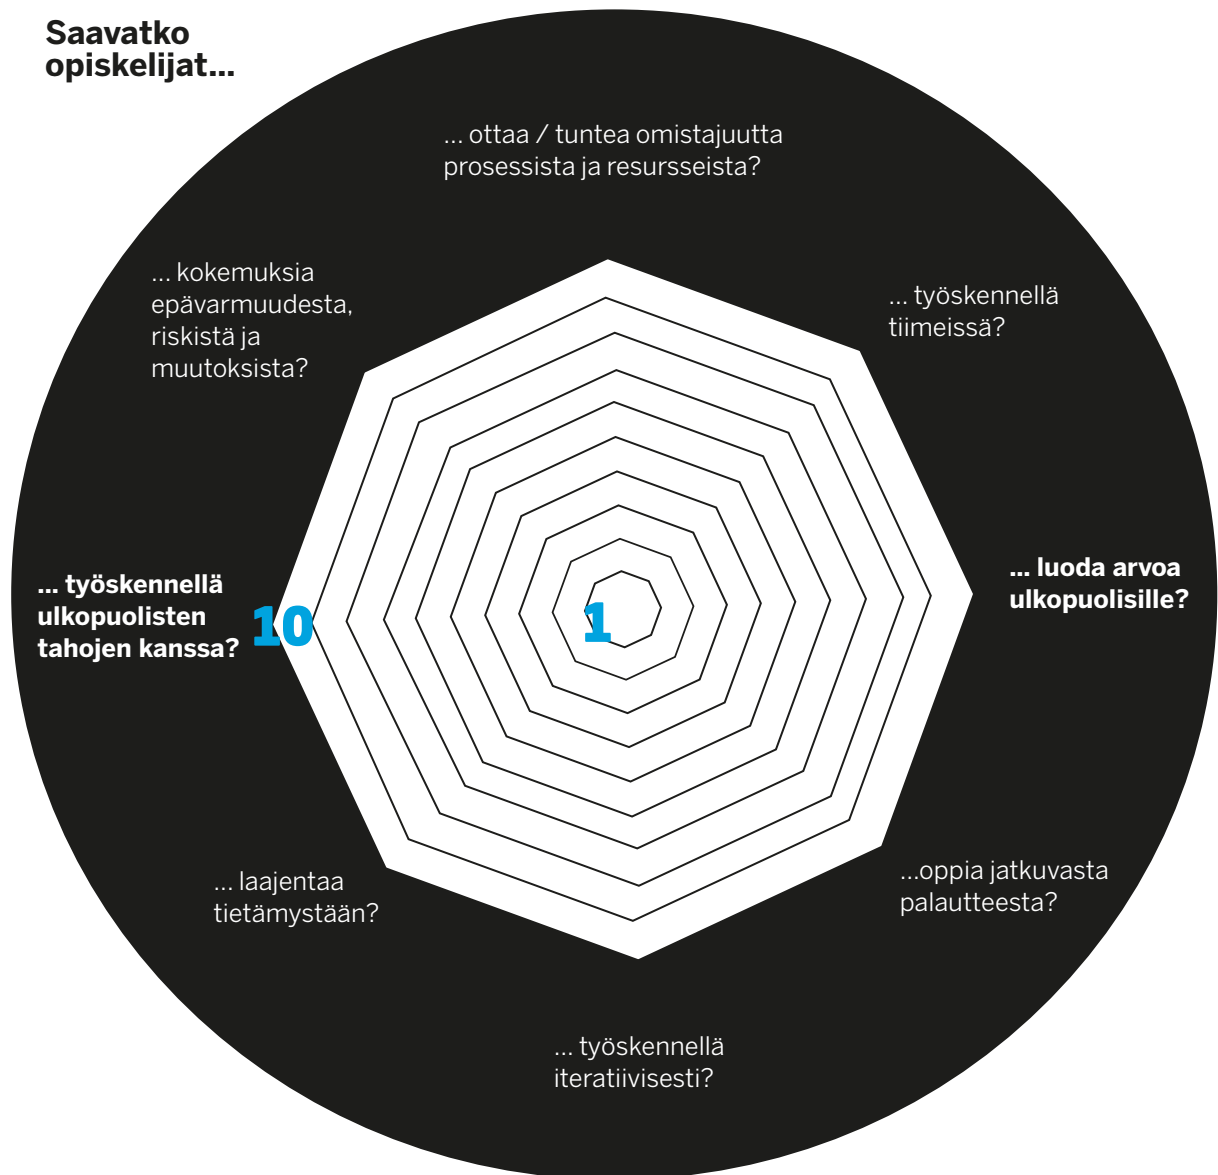 Saavatko
opiskelijat...
... ottaa / tuntea omistajuutta
prosessista ja resursseista?
... kokemuksia
epävarmuudesta,
riskistä ja
muutoksista?
... työskennellä
tiimeissä?
... työskennellä
ulkopuolisten
tahojen kanssa?
10
1
... luoda arvoa
ulkopuolisille?
... laajentaa
tietämystään?
...oppia jatkuvasta
palautteesta?
... työskennellä
iteratiivisesti?